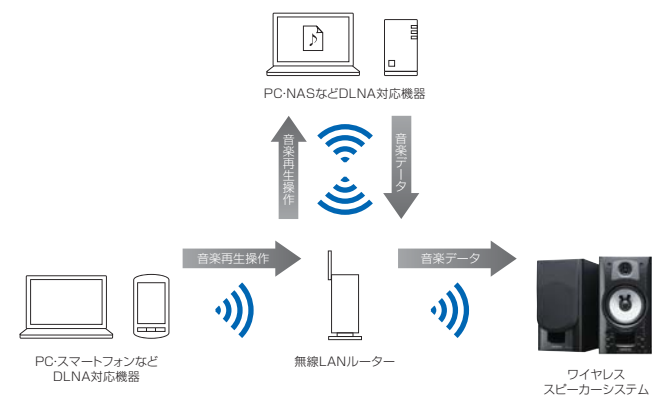 PC·NASなどDLNA対応機器
音楽再生操作
音楽データ
音楽再生操作
音楽データ
PC·スマートフォンなど
DLNA対応機器
無線LANルーター
ワイヤレス
スピーカーシステム